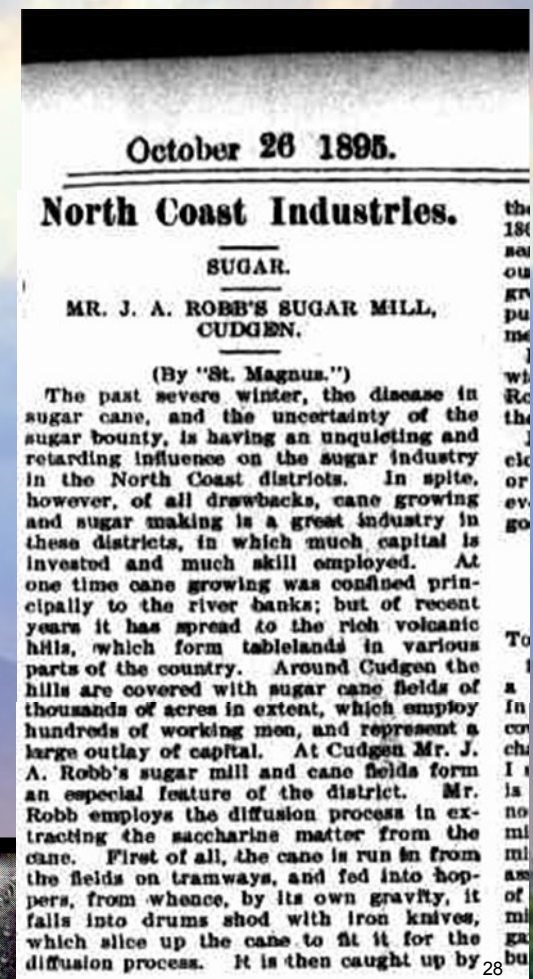 October 26 1895.
North Coast Industries.
SUGAR.
MR. J. A. ROBB'S SUGAR MILL,
CUDGEN.
(By "St. Magnus.")
The past severe winter, the disease in
sugar cane, and the uncertainty of the
sugar bounty, is having an unquieting and
retarding influence on the sugar industry
in the North Coast districts. In spite,
however, of all drawbacks, cane growing
and sugar making is a great industry in
these districts, in which much capital is
invested and much skill employed. At
one time cane growing was confined prin-
cipally to the river banks; but of recent
years it has spread to the rich volcanic
hills, which form tablelands in various
parts of the country. Around Cudgen the
hills are covered with sugar cane fields of
thousands of acres in extent, which employ
hundreds of working men, and represent a
large outlay of capital. At Cudgen Mr. J.
A. Robb's sugar mill and cane fields form
an especial feature of the district. Mr.
Robb employs the diffusion process in ex-
tracting the saccharine matter from the
cane. First of all, the cane is run in from
the fields on tramways, and fed into hop-
pers, from whence, by its own gravity, it
falls into drums shod with iron knives,
which slice up the cane to fit it for the
diffusion process. It is then caught up by
28